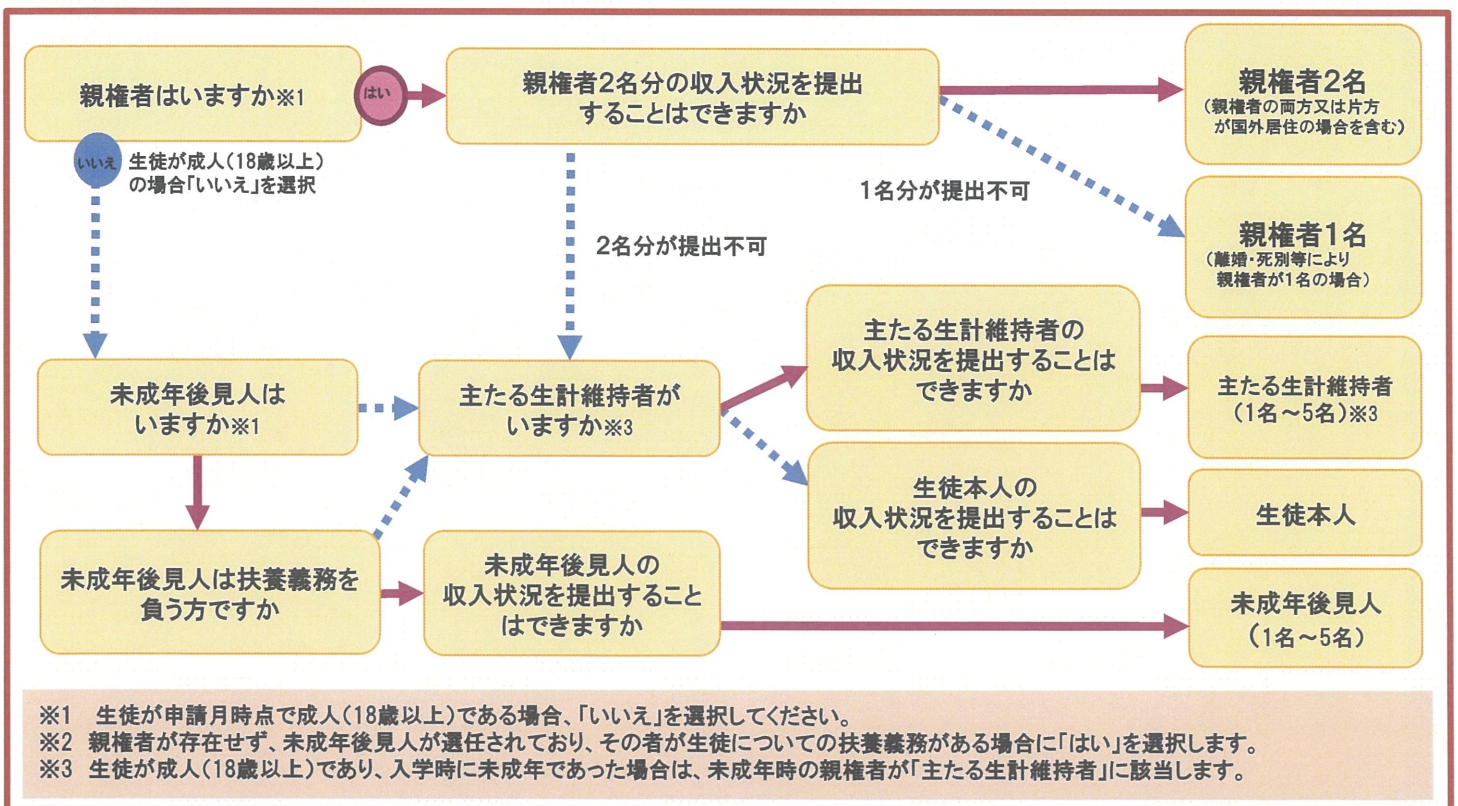 親権者はいますか※1
はい
親権者2名分の収入状況を提出
することはできますか
親権者2名
(親権者の両方又は片方
が国外居住の場合を含む)
いいえ
生徒が成人(18歳以上)
の場合「いいえ」を選択
1名分が提出不可
2名分が提出不可
親権者1名
(離婚・死別等により
親権者が1名の場合)
未成年後見人は
いますか※1
主たる生計維持者が
いますか※3
主たる生計維持者の
収入状況を提出することは
できますか
主たる生計維持者
(1名~5名)※3
生徒本人の
収入状況を提出することは
できますか
生徒本人
未成年後見人は扶養義務を
負う方ですか
未成年後見人の
収入状況を提出すること
はできますか
未成年後見人
(1名~5名)
※1 生徒が申請月時点で成人(18歳以上)である場合、「いいえ」を選択してください。
※2 親権者が存在せず、未成年後見人が選任されており、その者が生徒についての扶養義務がある場合に「はい」を選択します。
※3 生徒が成人(18歳以上)であり、入学時に未成年であった場合は、未成年時の親権者が「主たる生計維持者」に該当します。